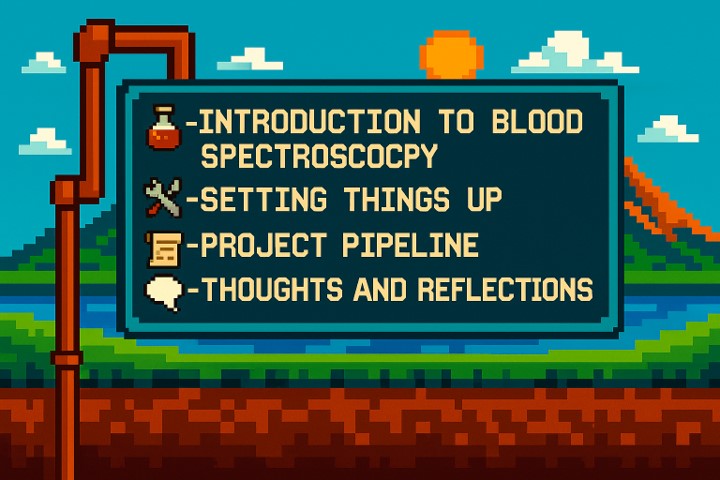 -INTRODUCTION TO BLOOD
SPECTROSCOCPY
-SETTING THINGS UP
-PROJECT PIPELINE
-THOUGHTS AND REFLECTIONS